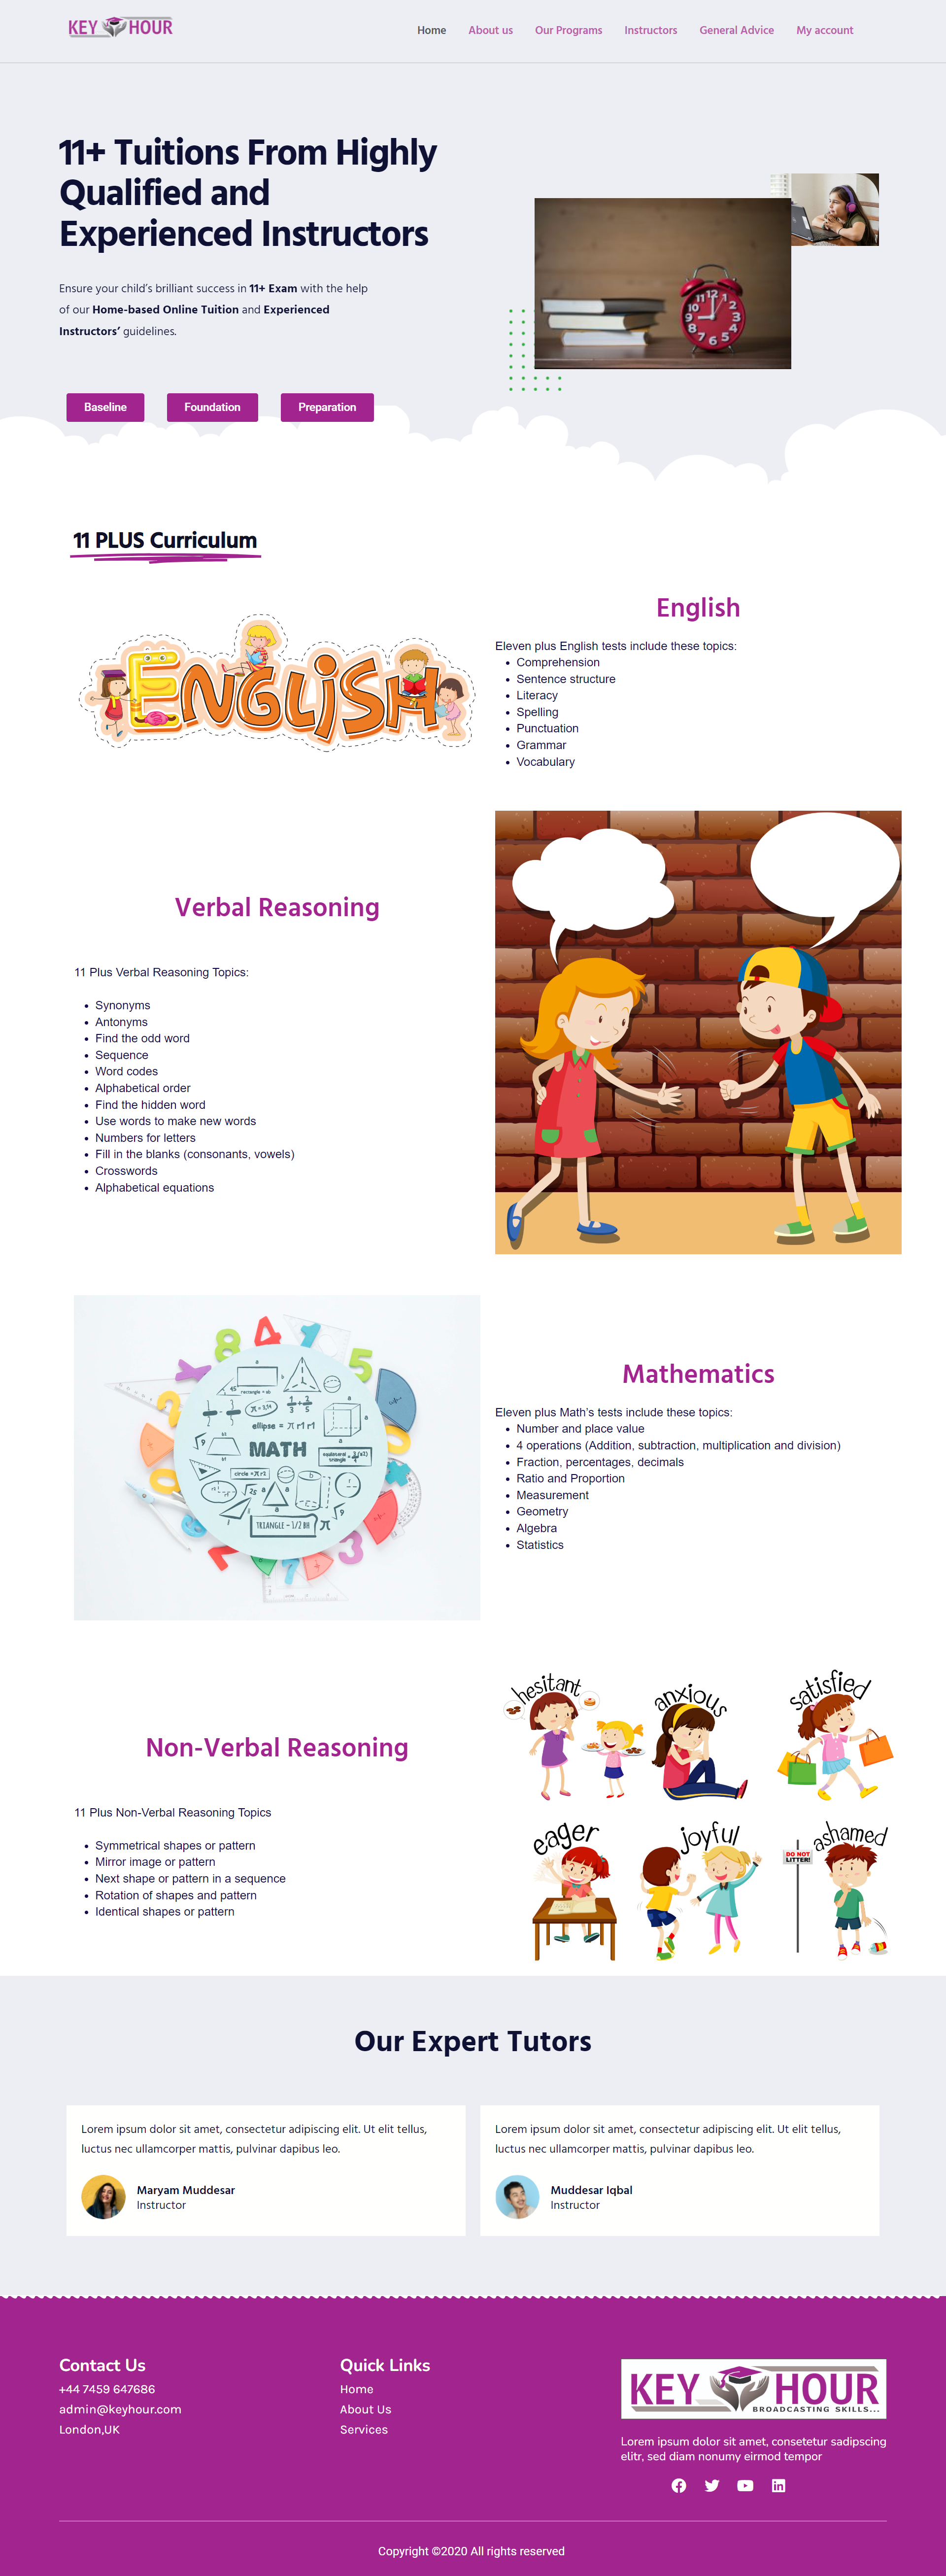 KEY HOUR
Home About us Our Programs Instructors General Advice My account
11+ Tuitions From Highly
Qualified and
Experienced Instructors
Ensure your child's brilliant success in 11+ Exam with the help
of our Home-based Online Tuition and Experienced
Instructors' guidelines.
Baseline Foundation Preparation
11 PLUS Curriculum
ENGLISH
English
Eleven plus English tests include these topics:
Comprehension
Sentence structure
Literacy
Spelling
Punctuation
Grammar
Vocabulary
Verbal Reasoning
11 Plus Verbal Reasoning Topics:
Synonyms
Antonyms
Find the odd word
Sequence
Word codes
Alphabetical order
Find the hidden word
Use words to make new words
Numbers for letters
Fill in the blanks (consonants, vowels)
Crosswords
Alphabetical equations
MATH
Mathematics
Eleven plus Math's tests include these topics:
Number and place value
4 operations (Addition, subtraction, multiplication and division)
Fraction, percentages, decimals
Ratio and Proportion
Measurement
Geometry
Algebra
Statistics
Non-Verbal Reasoning
11 Plus Non-Verbal Reasoning Topics
Symmetrical shapes or pattern
Mirror image or pattern
Next shape or pattern in a sequence
Rotation of shapes and pattern
Identical shapes or pattern
hesitant anxious satisfied
eager joyful ashamed
DO NOT
LITTER!
Our Expert Tutors
Lorem ipsum dolor sit amet, consectetur adipiscing elit. Ut elit tellus,
luctus nec ullamcorper mattis, pulvinar dapibus leo.
Maryam Muddesar
Instructor
Lorem ipsum dolor sit amet, consectetur adipiscing elit. Ut elit tellus,
luctus nec ullamcorper mattis, pulvinar dapibus leo.
Muddesar Iqbal
Instructor
Contact Us
+44 7459 647686
admin@keyhour.com
London,UK
Quick Links
Home
About Us
Services
KEY HOUR
BROADCASTING SKILLS...
Lorem ipsum dolor sit amet, consetetur sadipscing
elitr, sed diam nonumy eirmod tempor
Copyright ©2020 All rights reserved